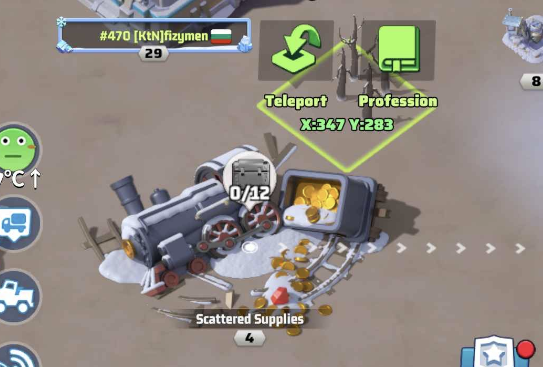 #470 [KtN]fizymen
29
8
Teleport
Profession
X:347 Y:283
°C↑
0/12
Scattered Supplies
4